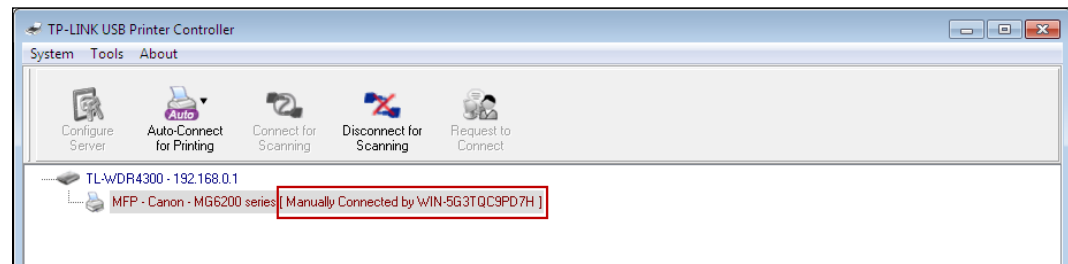 TP-LINK USB Printer Controller
System Tools About
Configure Server
Auto
Auto-Connect for Printing
Connect for Scanning
Disconnect for Scanning
Request to Connect
TL-WDR4300 - 192.168.0.1
MFP - Canon - MG6200 series [ Manually Connected by WIN-5G3TQC9PD7H ]